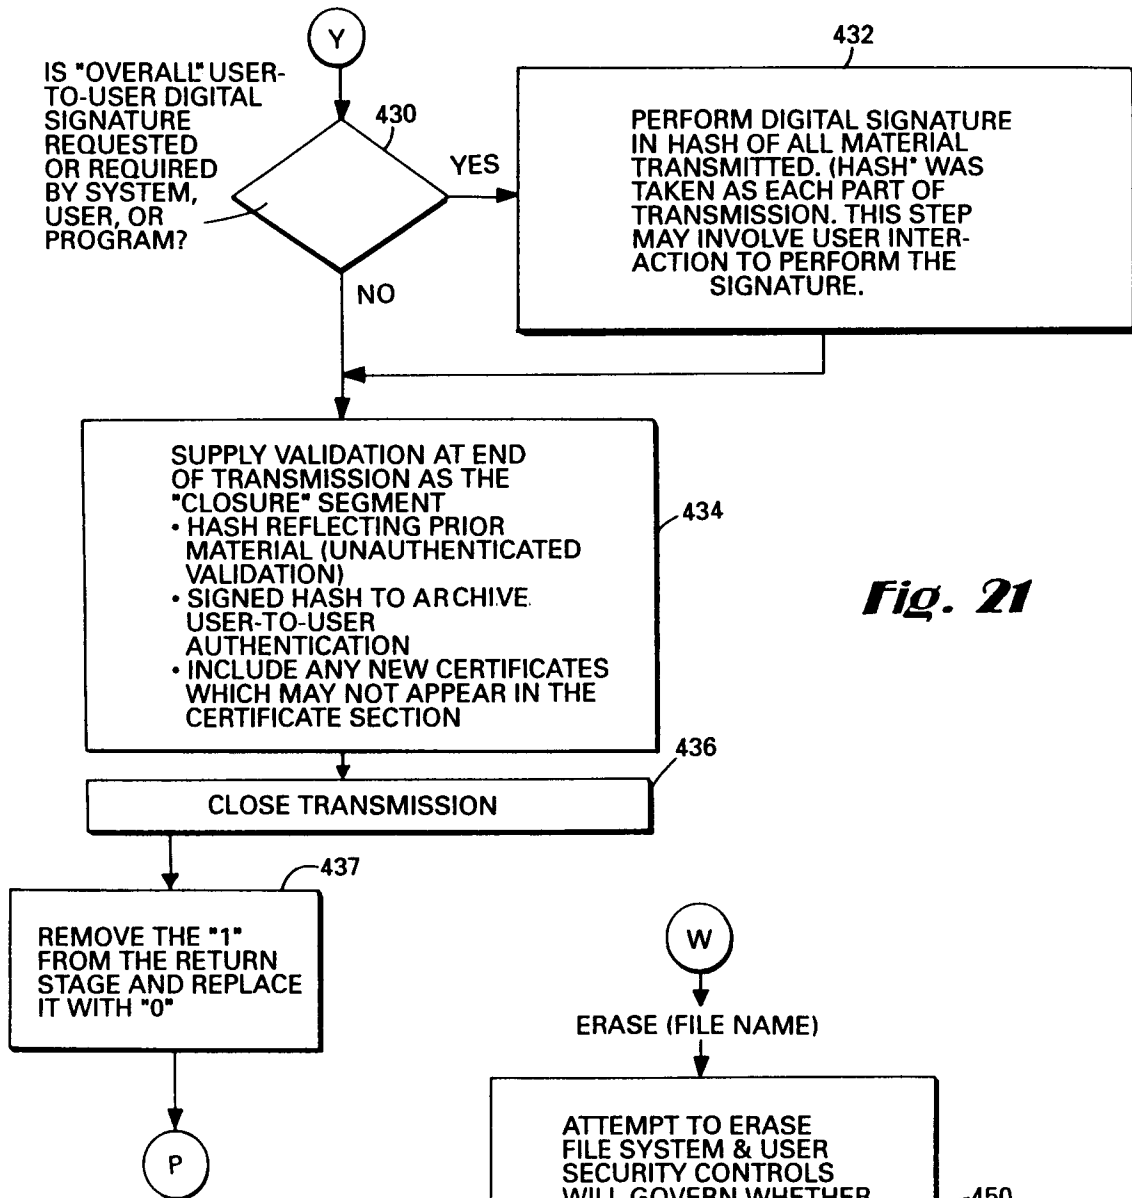 Y
432
IS "OVERALL" USER-
TO-USER DIGITAL
SIGNATURE
REQUESTED
OR REQUIRED
BY SYSTEM,
USER, OR
PROGRAM?
430
YES
NO
PERFORM DIGITAL SIGNATURE
IN HASH OF ALL MATERIAL
TRANSMITTED. (HASH" WAS
TAKEN AS EACH PART OF
TRANSMISSION. THIS STEP
MAY INVOLVE USER INTER-
ACTION TO PERFORM THE
SIGNATURE.
SUPPLY VALIDATION AT END
OF TRANSMISSION AS THE
"CLOSURE" SEGMENT
• HASH REFLECTING PRIOR
MATERIAL (UNAUTHENTICATED
VALIDATION)
• SIGNED HASH TO ARCHIVE.
USER-TO-USER
AUTHENTICATION
• INCLUDE ANY NEW CERTIFICATES
WHICH MAY NOT APPEAR IN THE
CERTIFICATE SECTION
434
Fig. 21
436
CLOSE TRANSMISSION
437
REMOVE THE "1"
FROM THE RETURN
STAGE AND REPLACE
IT WITH "0"
P
W
ERASE (FILE NAME)
ATTEMPT TO ERASE
FILE SYSTEM & USER
SECURITY CONTROLS
WILL GOVERN WHETHER
450